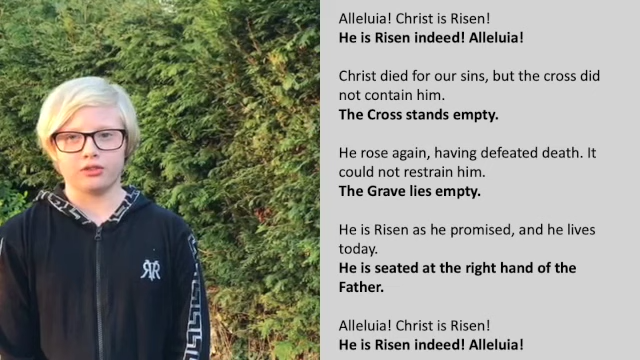 Alleluia! Christ is Risen!
He is Risen indeed! Alleluia!
Christ died for our sins, but the cross did
not contain him.
The Cross stands empty.
He rose again, having defeated death. It
could not restrain him.
The Grave lies empty.
He is Risen as he promised, and he lives
today.
He is seated at the right hand of the
Father.
Alleluia! Christ is Risen!
He is Risen indeed! Alleluia!